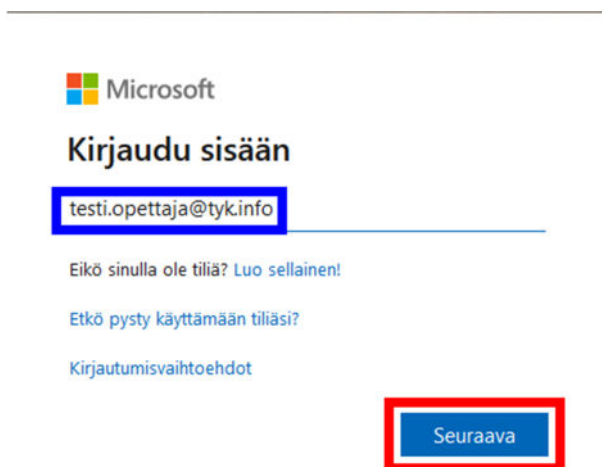 Microsoft
Kirjaudu sisään
testi.opettaja@tyk.info
Eikö sinulla ole tiliä? Luo sellainen!
Etkö pysty käyttämään tiliäsi?
Kirjautumisvaihtoehdot
Seuraava